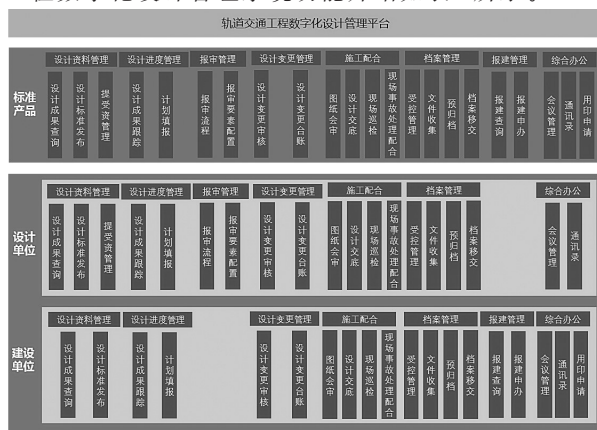 轨道交通工程数字化设计管理平台
标准产品
设计资料管理 设计进度管理 报审管理 设计变更管理 施工配合 档案管理 报建管理 综合办公
设计成果查询 设计标准发布 提受资管理 设计成果跟踪 计划填报 报审流程 报审要素配置 设计变更审核 设计变更台账 图纸会审 设计交底 现场巡检 现场事故处理配合 受控管理 文件收集 预归档 档案移交 报建查询 报建申办 会议管理 通讯录 用印申请
设计单位
设计资料管理 设计进度管理 报审管理 设计变更管理 施工配合 档案管理 综合办公
设计成果查询 设计标准发布 提受资管理 设计成果跟踪 计划填报 报审流程 报审要素配置 设计变更审核 设计变更台账 图纸会审 设计交底 现场巡检 现场事故处理配合 受控管理 文件收集 预归档 档案移交 会议管理 通讯录
建设单位
设计资料管理 设计进度管理 设计变更管理 施工配合 档案管理 报建管理 综合办公
设计成果查询 设计标准发布 设计成果跟踪 计划填报 设计变更审核 设计变更台账 图纸会审 设计交底 现场巡检 现场事故处理配合 受控管理 文件收集 预归档 档案移交 报建查询 报建申办 会议管理 通讯录 用印申请